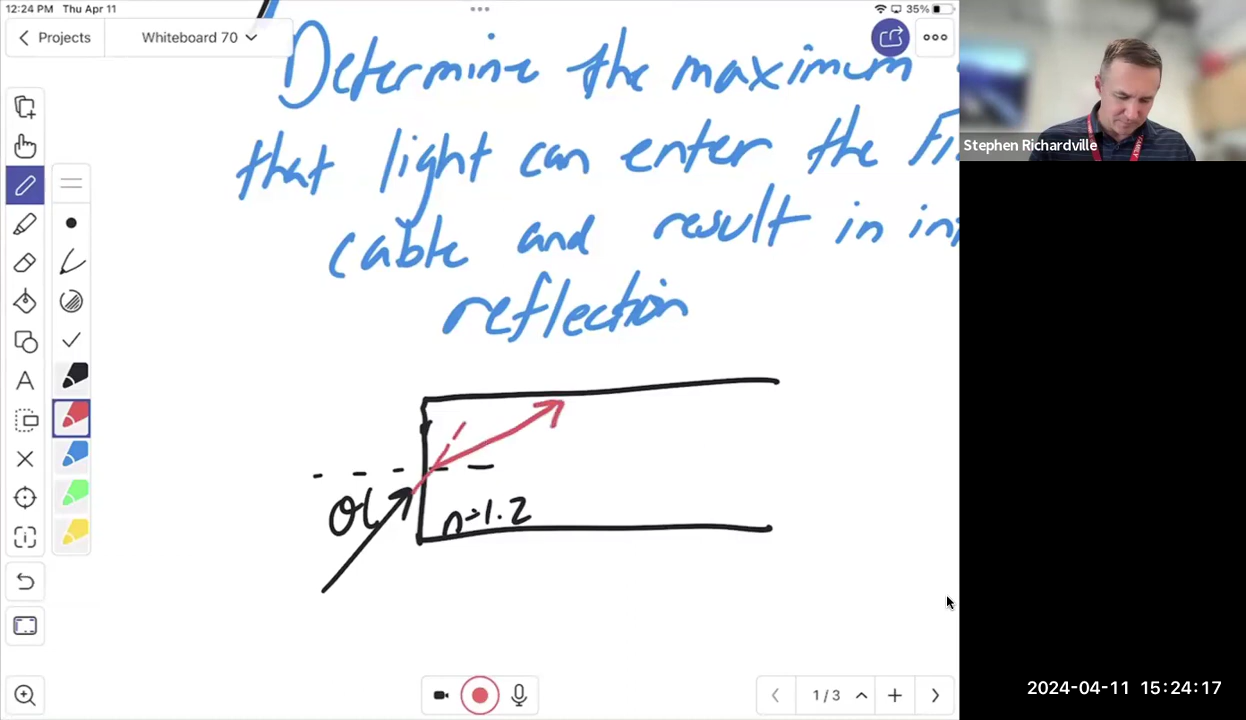 12:24 PM Thu Apr 11
35%
Projects
Whiteboard 70
Determine the maximum
that light can enter the
cable and result in
reflection
n=1.2
A
1/3
Stephen Richardville
2024-04-11 15:24:17